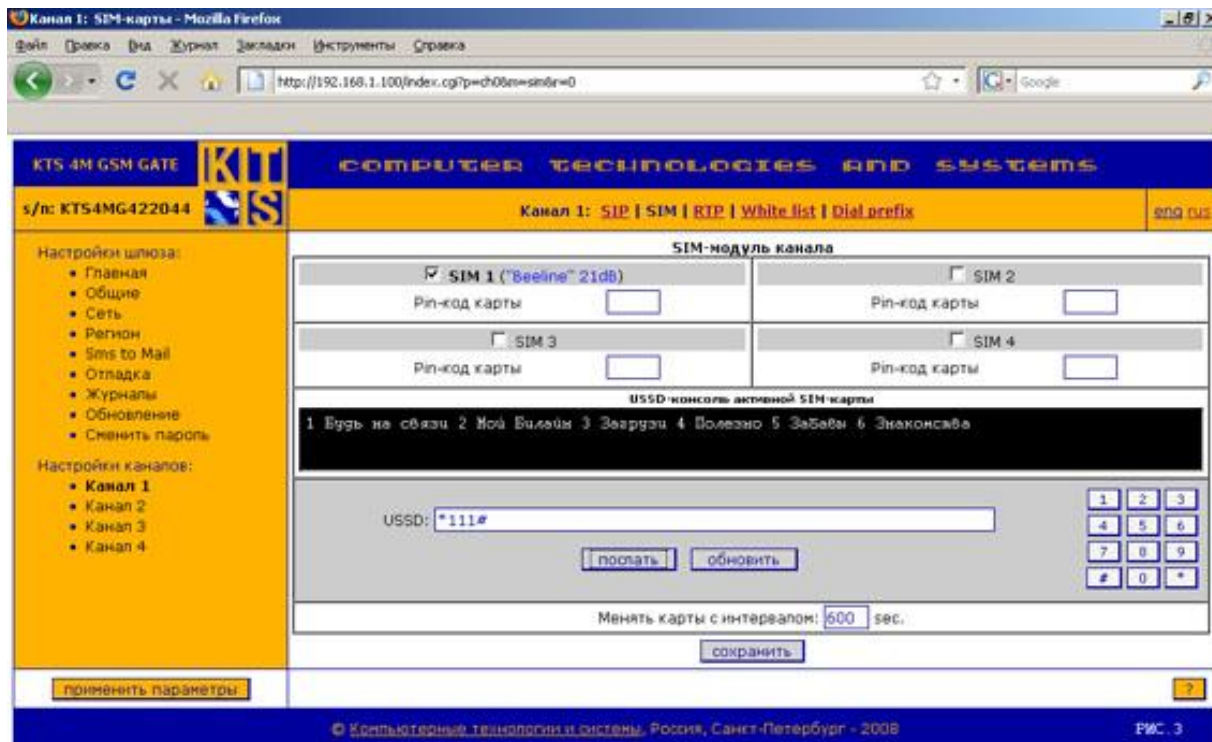 Канал 1: SIM-карты - Mozilla Firefox
Файл Правка Вид Журнал Закладки Инструменты Справка
http://192.168.1.100/index.cgi?p=ch0&m=sim&r=0
Google
KTS 4M GSM GATE
KTS
COMPUTER TECHNOLOGIES AND SYSTEMS
s/n: KTS4MG422044
Канал 1: SIP | SIM | RTP | White list | Dial prefix
eng rus
Настройки шлюза:
• Главная
• Общие
• Сеть
• Регион
• Sms to Mail
• Отладка
• Журналы
• Обновление
• Сменить пароль
Настройки каналов:
• Канал 1
• Канал 2
• Канал 3
• Канал 4
SIM-модуль канала
SIM 1 ("Beeline" 21dB)
Pin-код карты
SIM 2
Pin-код карты
SIM 3
Pin-код карты
SIM 4
Pin-код карты
USSD-консоль активной SIM-карты
1 Будь на связи 2 Мой Билайн 3 Загрузи 4 Полезно 5 Забавы 6 Знакомства
USSD: *111#
послать обновить
1 2 3
4 5 6
7 8 9
# 0 *
Менять карты с интервалом: 600 sec.
сохранить
применить параметры
?
© Компьютерные технологии и системы, Россия, Санкт-Петербург - 2008
РИС.3